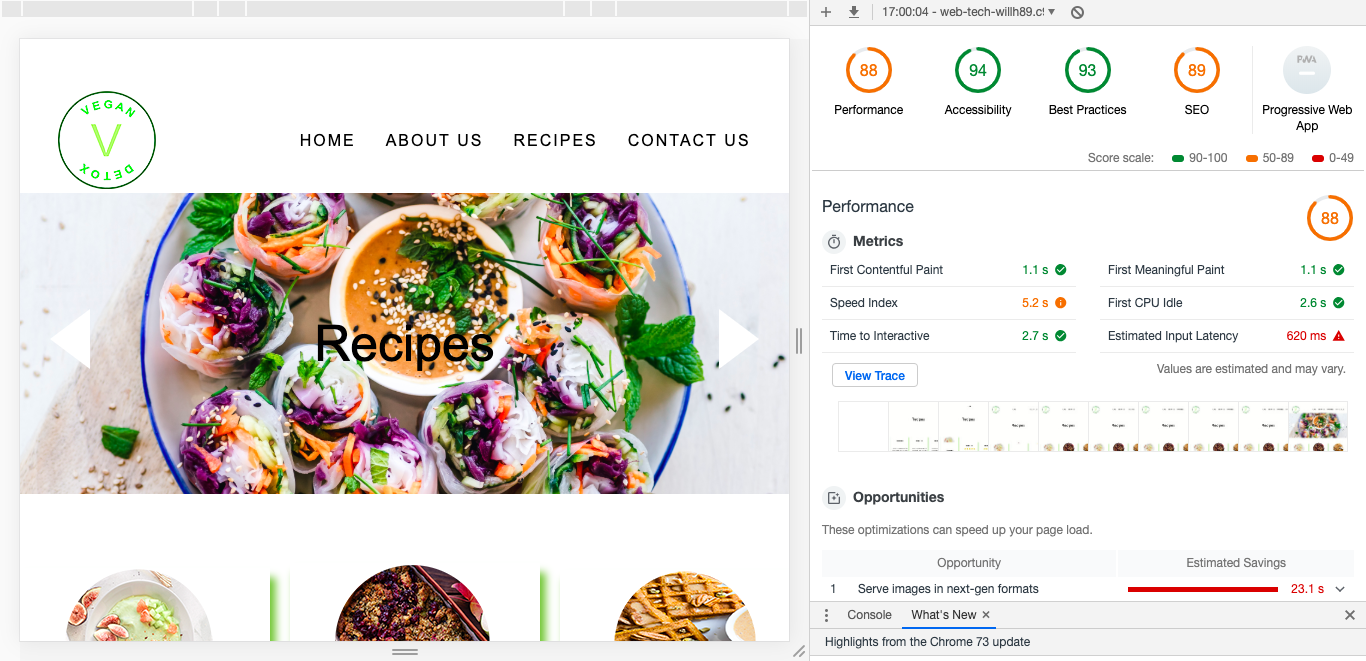 VEGAN
V
DETOX
HOME ABOUT US RECIPES CONTACT US
Recipes
17:00:04 - web-tech-willh89.c
88 94 93 89 PWA
Performance Accessibility Best Practices SEO Progressive Web App
Score scale: 90-100 50-89 0-49
Performance
88
Metrics
First Contentful Paint 1.1 s First Meaningful Paint 1.1 s
Speed Index 5.2 s First CPU Idle 2.6 s
Time to Interactive 2.7 s Estimated Input Latency 620 ms
View Trace Values are estimated and may vary.
Opportunities
These optimizations can speed up your page load.
Opportunity Estimated Savings
1 Serve images in next-gen formats 23.1 s
Console What's New ×
Highlights from the Chrome 73 update